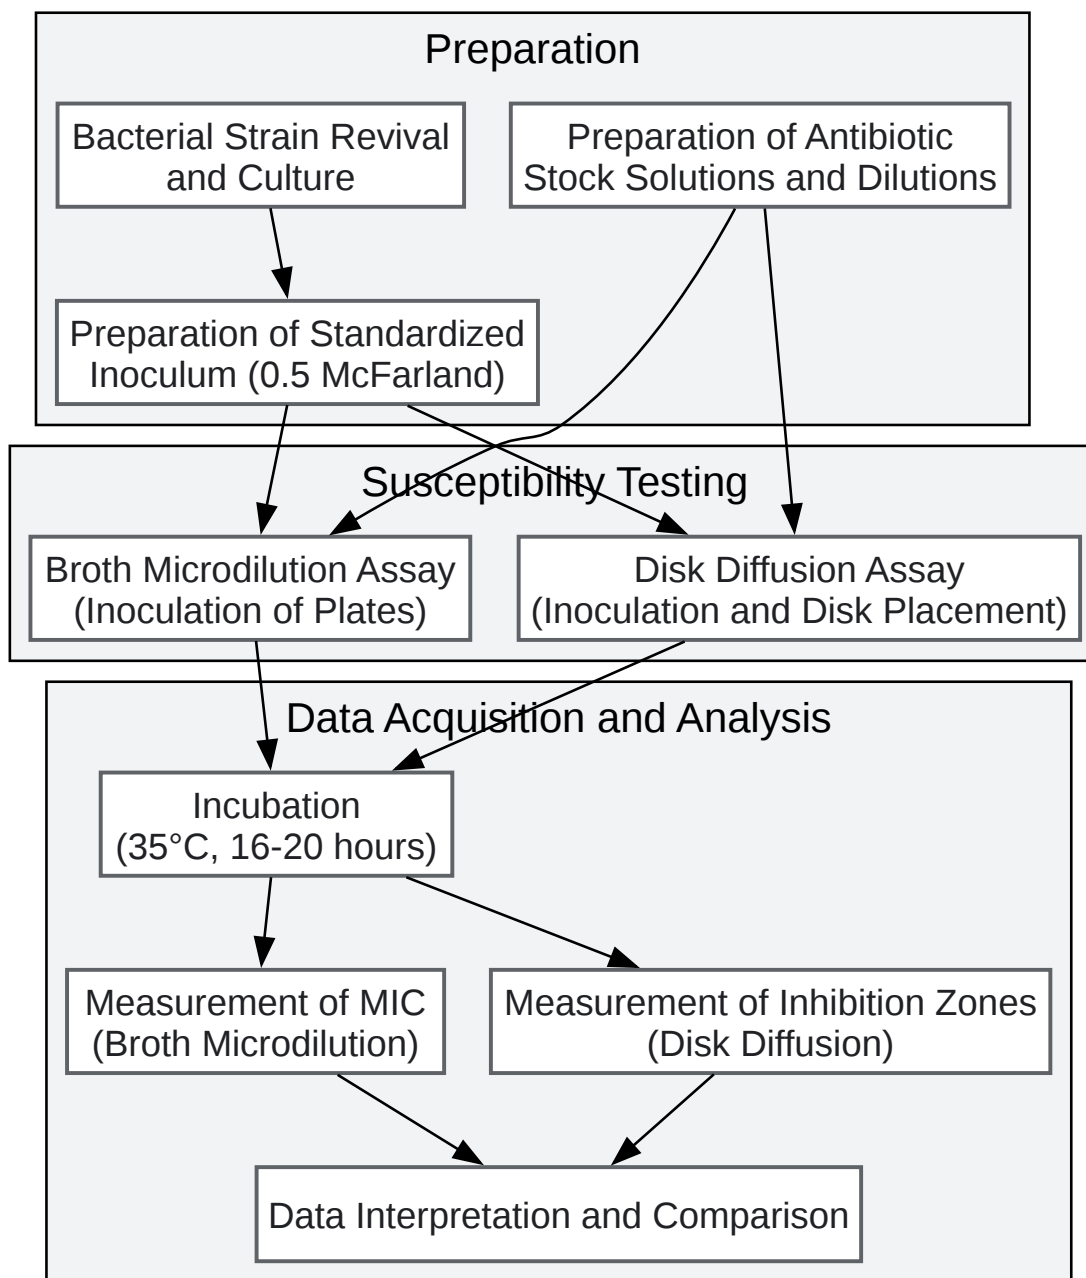 Preparation
Bacterial Strain Revival
and Culture
Preparation of Antibiotic
Stock Solutions and Dilutions
Preparation of Standardized
Inoculum (0.5 McFarland)
Susceptibility Testing
Broth Microdilution Assay
(Inoculation of Plates)
Disk Diffusion Assay
(Inoculation and Disk Placement)
Data Acquisition and Analysis
Incubation
(35°C, 16-20 hours)
Measurement of MIC
(Broth Microdilution)
Measurement of Inhibition Zones
(Disk Diffusion)
Data Interpretation and Comparison